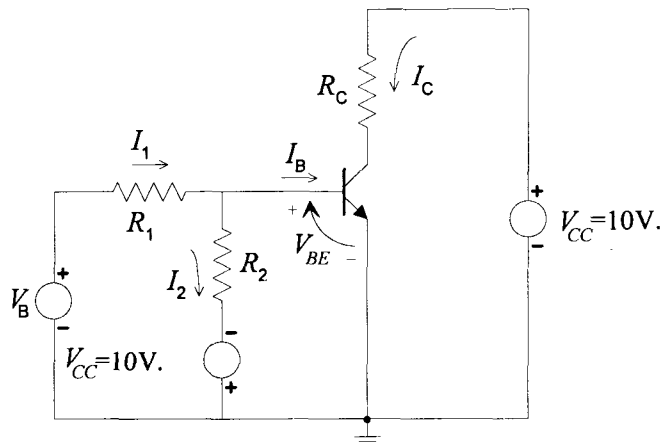 R_C
I_C
I_1
I_B
R_1
+
V_BE
-
+
V_CC=10V.
-
I_2
R_2
+
V_B
-
V_CC=10V.
-
+